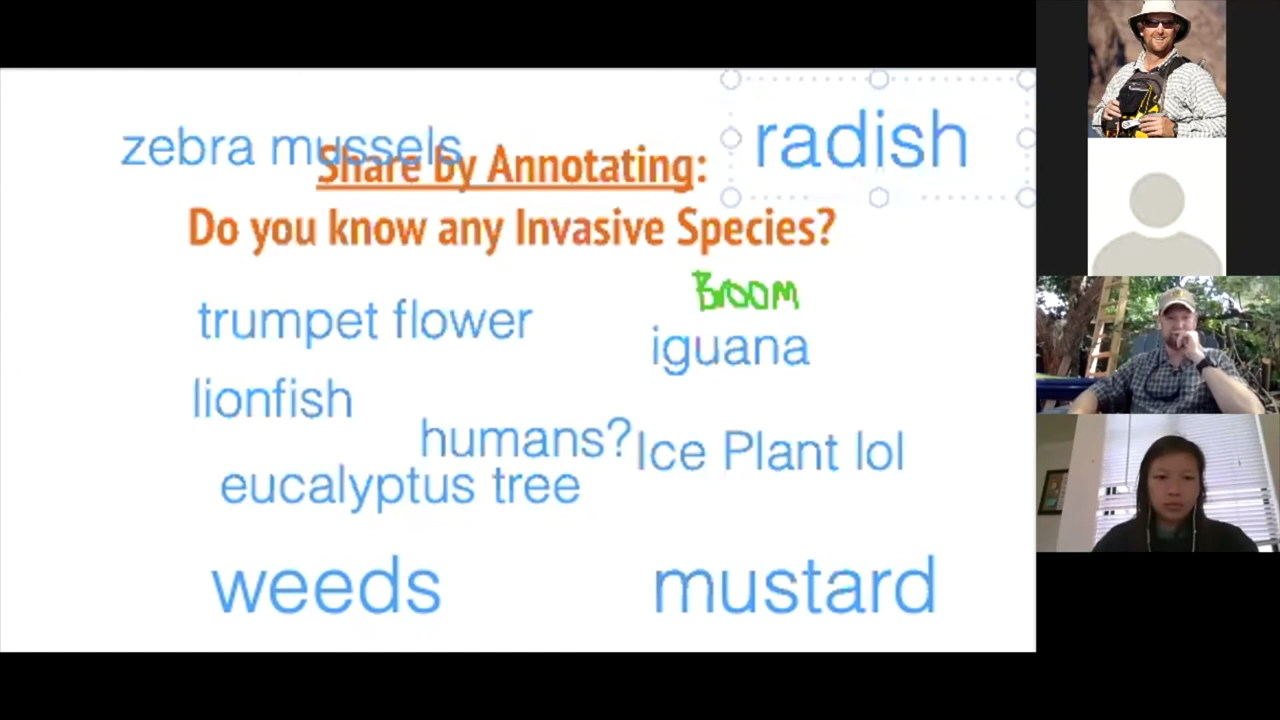 zebra mussels
radish
Share by Annotating:
Do you know any Invasive Species?
Broom
trumpet flower
iguana
lionfish
humans?
Ice Plant lol
eucalyptus tree
weeds
mustard